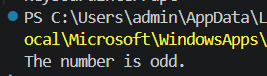 PS C:\Users\admin\AppData\L
ocal\Microsoft\WindowsApps\
The number is odd.